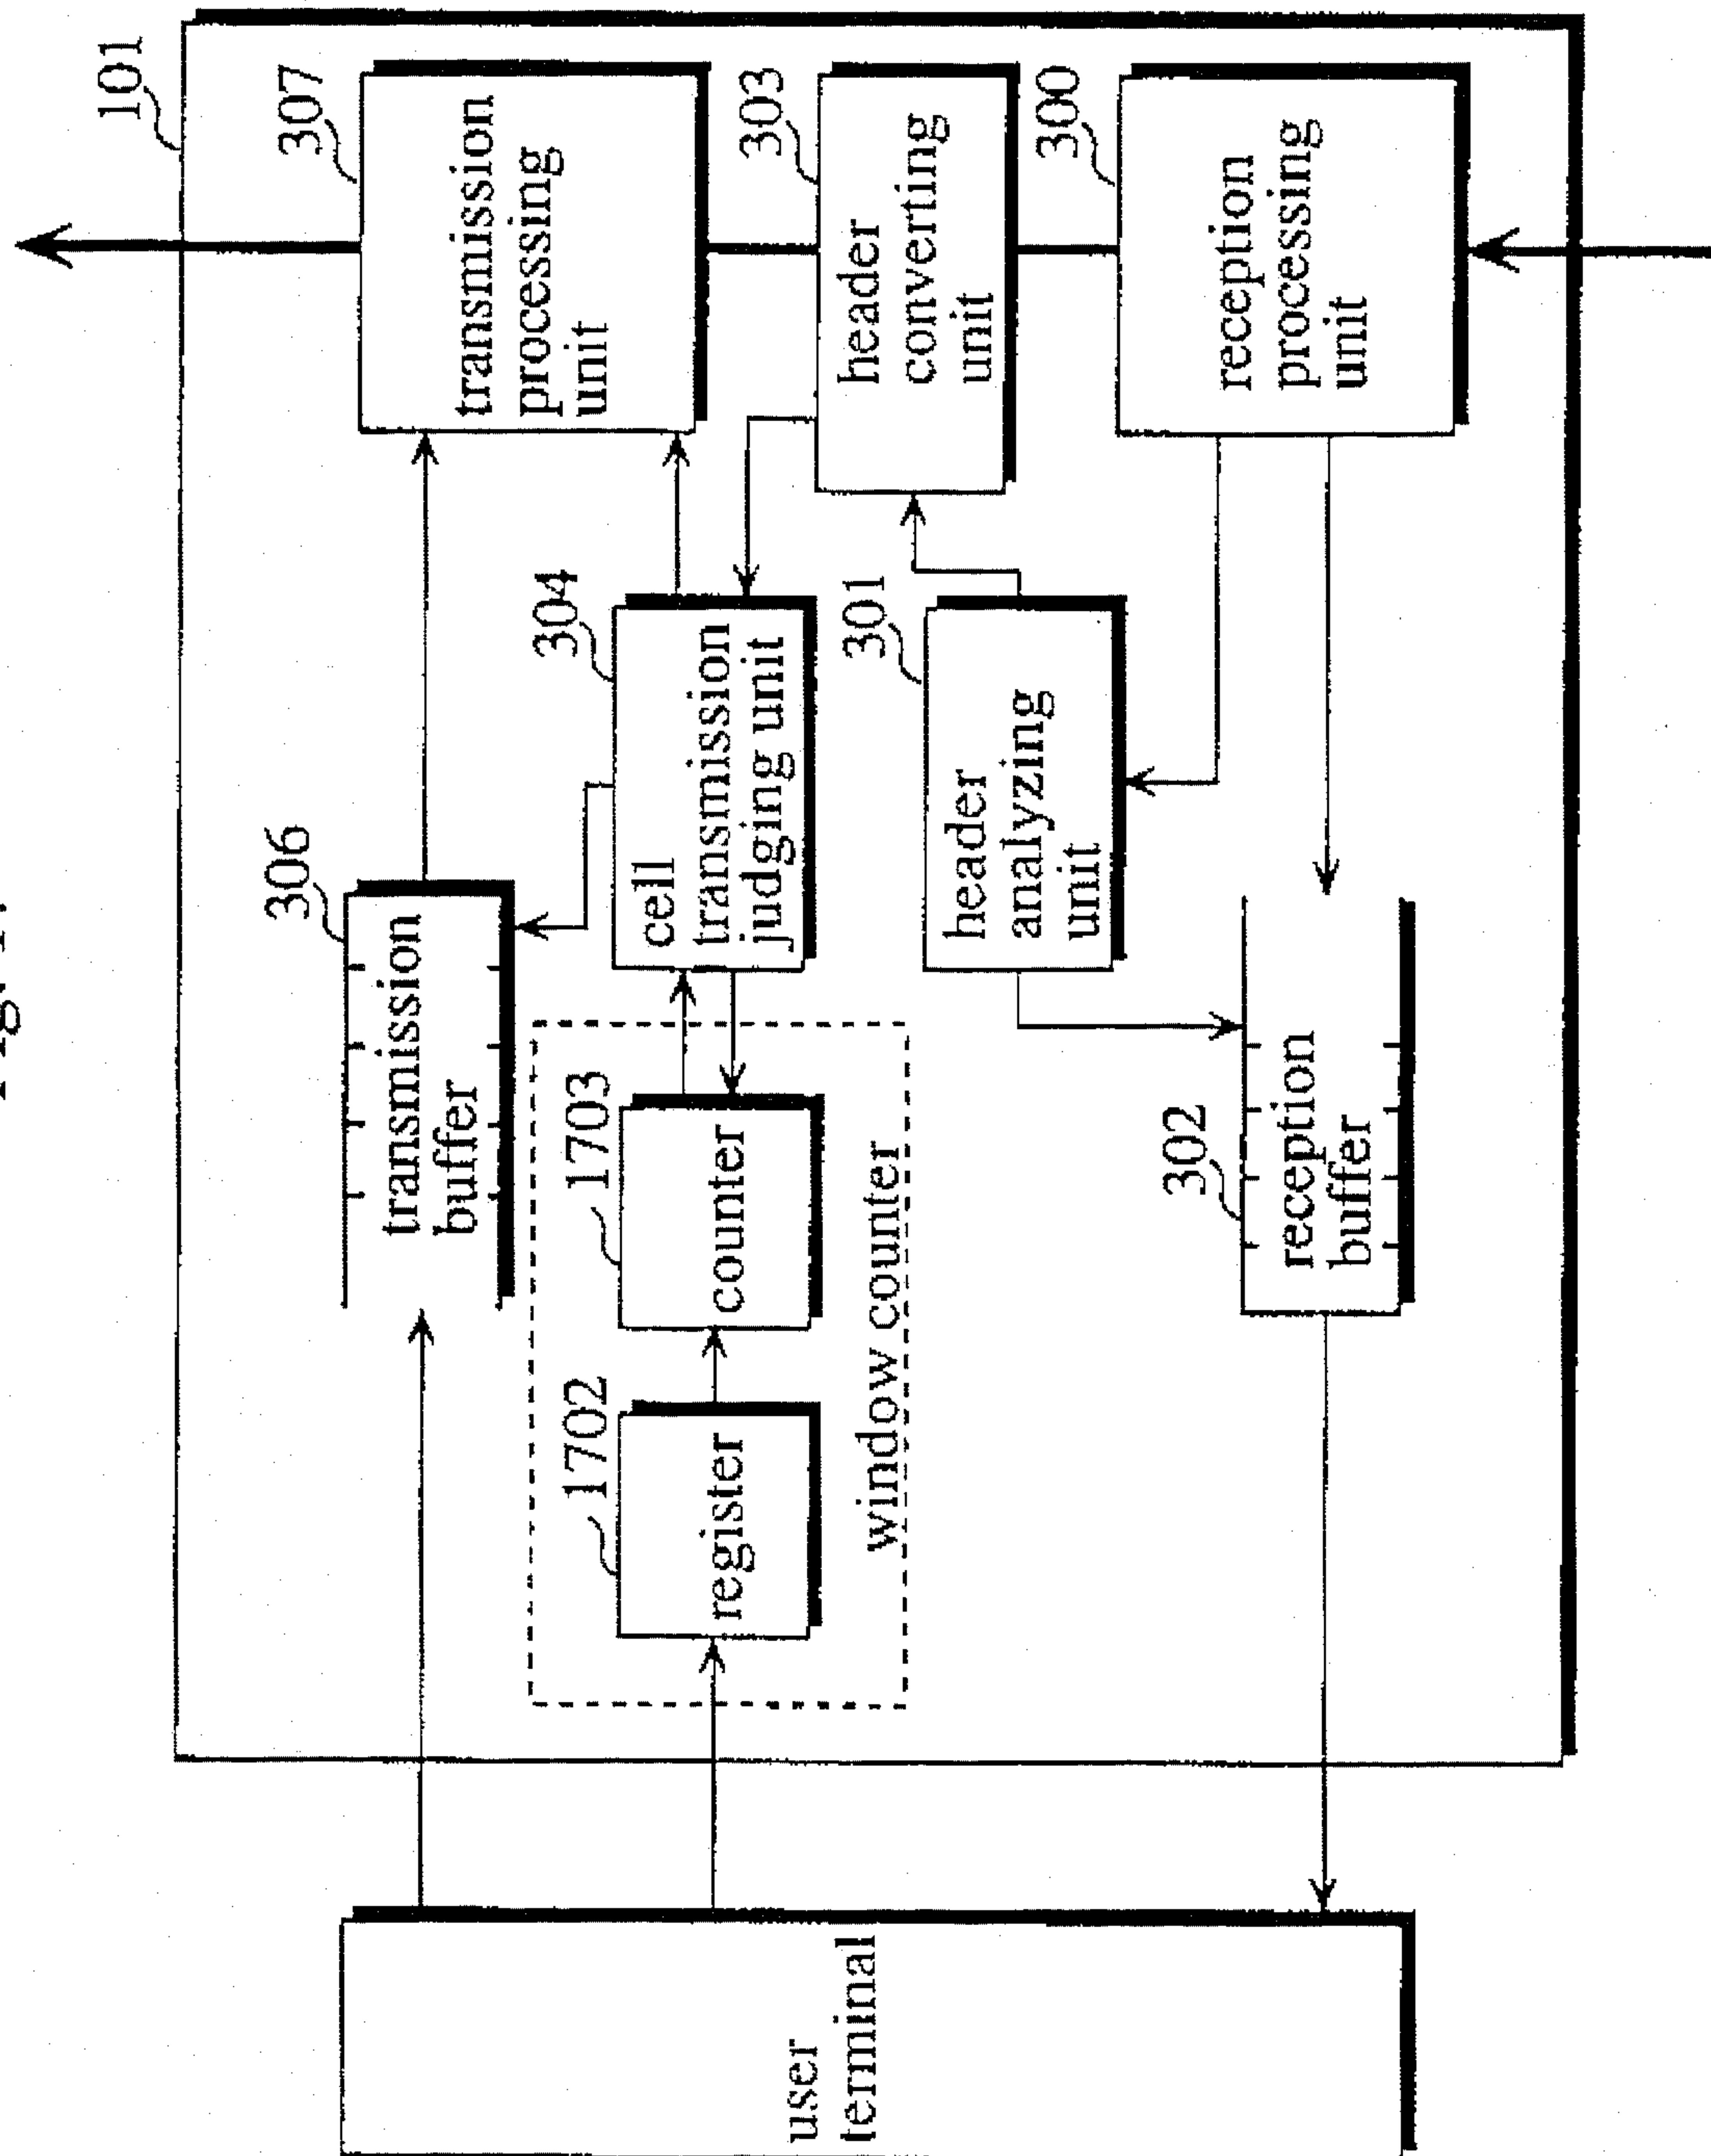 101
307
transmission
processing
unit
306
transmission
buffer
304
cell
transmission
judging unit
1702
register
1703
counter
window counter
303
header
converting
unit
user
terminal
301
header
analyzing
unit
300
reception
processing
unit
302
reception
buffer